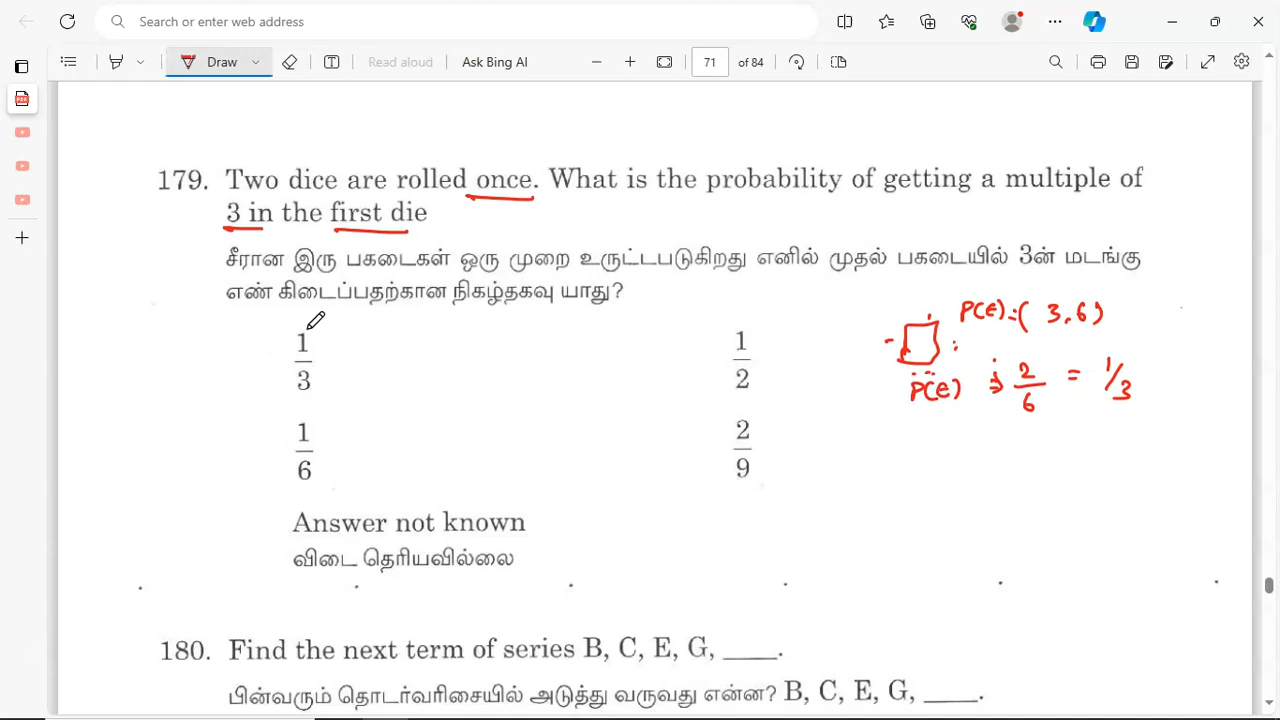 Search or enter web address
Draw
Read aloud
Ask Bing AI
71
of 84
179. Two dice are rolled once. What is the probability of getting a multiple of
3 in the first die
சீரான இரு பகடைகள் ஒரு முறை உருட்டபடுகிறது எனில் முதல் பகடையில் 3ன் மடங்கு
எண் கிடைப்பதற்கான நிகழ்தகவு யாது?
P(E) :( 3,6)
1/3
1/2
P(E) 2/6 = 1/3
1/6
2/9
Answer not known
விடை தெரியவில்லை
180. Find the next term of series B, C, E, G, ____.
பின்வரும் தொடர்வரிசையில் அடுத்து வருவது என்ன? B, C, E, G, ____.